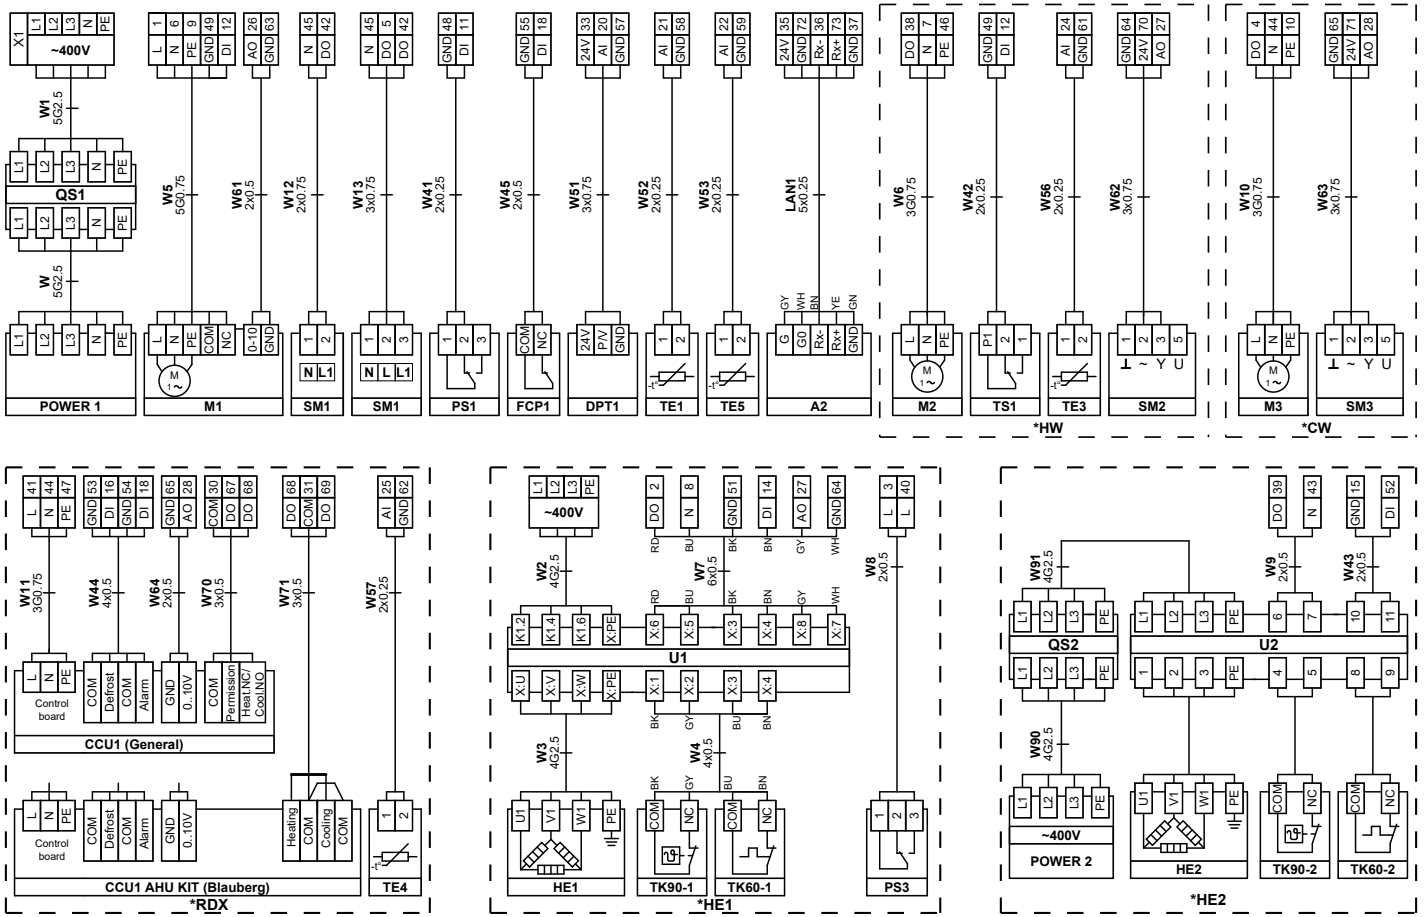 X1 L1 L2 L3 N PE
~400V
W1 5G2.5
L1 L2 L3 N PE
QS1
L1 L2 L3 N PE
W 5G2.5
L1 L2 L3 N PE
POWER 1
1 6 9 49 12 26 63
L N PE GND DI AO GND
W5 5G0.75
W61 2x0.5
L N PE COM NC 0-10 GND
M 1~
M1
45 42
N DO
W12 2x0.75
1 2
N L1
SM1
45 5 42
N DO DO
W13 3x0.75
1 2 3
N L L1
SM1
48 11
GND DI
W41 2x0.25
1 2 3
PS1
55 18
GND DI
W45 2x0.5
COM NC
FCP1
33 20 57
24V AI GND
W51 3x0.75
24V P/V GND
DPT1
21 58
AI GND
W52 2x0.25
1 2
-t°
TE1
22 59
AI GND
W53 2x0.25
1 2
-t°
TE5
35 72 36 73 37
24V GND Rx- Rx+ GND
LAN1 5x0.25
GY WH BN YE GN
G G0 Rx- Rx+ GND
A2
38 7 46
DO N PE
W6 3G0.75
L N PE
M 1~
M2
49 12
GND DI
W42 2x0.25
P1 2 1
TS1
24 61
AI GND
W56 2x0.25
1 2
-t°
TE3
64 70 27
GND 24V AO
W62 3x0.75
1 2 3 5
⊥ ~ Y U
SM2
*HW
4 44 10
DO N PE
W10 3G0.75
L N PE
M 1~
M3
65 71 28
GND 24V AO
W63 3x0.75
1 2 3 5
⊥ ~ Y U
SM3
*CW
41 44 47
L N PE
W11 3G0.75
53 16 54 18
GND DI GND DI
W44 4x0.5
65 28
GND AO
W64 2x0.5
30 67 68
COM DO DO
W70 3x0.5
68 31 69
DO COM DO
W71 3x0.5
25 62
AI GND
W57 2x0.25
L N PE
Control
board
COM Defrost COM Alarm
GND 0..10V
COM Permission Heat.NC/ Cool.NO
CCU1 (General)
L N PE
Control
board
COM Defrost COM Alarm
GND 0..10V
Heating COM Cooling COM
CCU1 AHU KIT (Blauberg)
1 2
-t°
TE4
*RDX
L1 L2 L3 PE
~400V
W2 4G2.5
2 8 51 14 27 64
DO N GND DI AO GND
RD BU BK BN GY WH
W7 6x0.5
RD BU BK BN GY WH
K1.2 K1.4 K1.6 X:PE X:6 X:5 X:3 X:4 X:8 X:7
U1
X:U X:V X:W X:PE X:1 X:2 X:3 X:4
BK GY BU BN
W3 4G2.5
W4 4x0.5
BK GY BU BN
U1 V1 W1 PE
HE1
COM NC
ϑ
TK90-1
COM NC
TK60-1
3 40
L L
W8 2x0.5
1 2 3
PS3
*HE1
39 43
DO N
W9 2x0.5
15 52
GND DI
W43 2x0.5
W91 4G2.5
L1 L2 L3 PE
QS2
L1 L2 L3 PE
W90 4G2.5
L1 L2 L3 PE
~400V
POWER 2
L1 L2 L3 PE 6 7 10 11
U2
1 2 3 PE 4 5 8 9
U1 V1 W1 PE
HE2
COM NC
ϑ
TK90-2
COM NC
TK60-2
*HE2